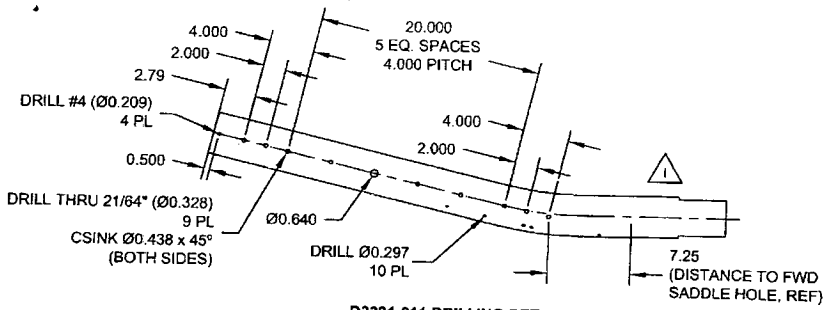 20.000
5 EQ. SPACES
4.000 PITCH
4.000
2.000
2.79
DRILL #4 (Ø0.209)
4 PL
0.500
DRILL THRU 21/64" (Ø0.328)
9 PL
CSINK Ø0.438 x 45°
(BOTH SIDES)
Ø0.640
DRILL Ø0.297
10 PL
4.000
2.000
1
7.25
(DISTANCE TO FWD
SADDLE HOLE, REF)